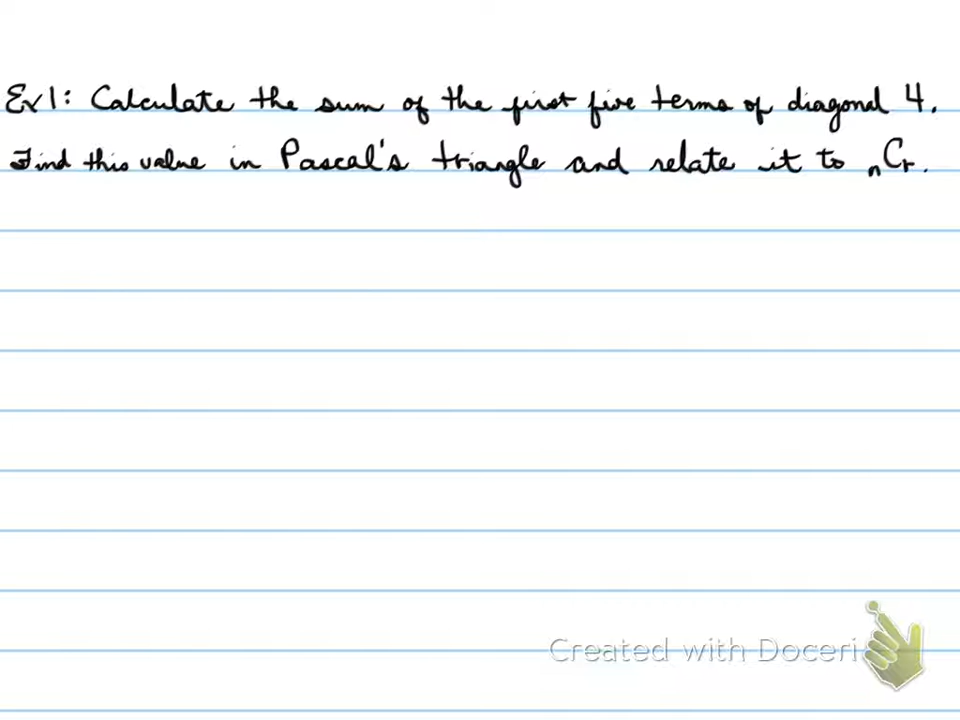 Ex1: Calculate the sum of the first five terms of diagonal 4.
Find this value in Pascal's triangle and relate it to ₙCᵣ.
Created with Doceri